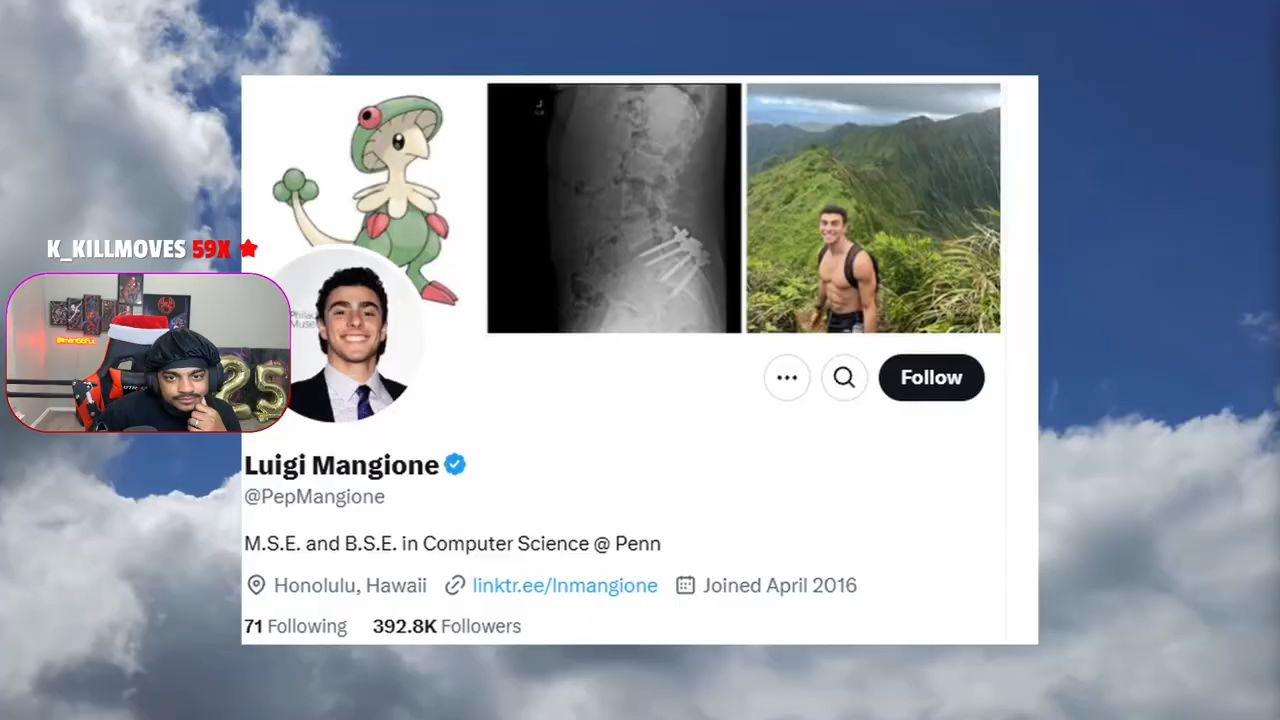 K_KILLMOVES 59X
25
Luigi Mangione
@PepMangione
M.S.E. and B.S.E. in Computer Science @ Penn
Honolulu, Hawaii linktr.ee/lnmangione Joined April 2016
71 Following 392.8K Followers
Follow